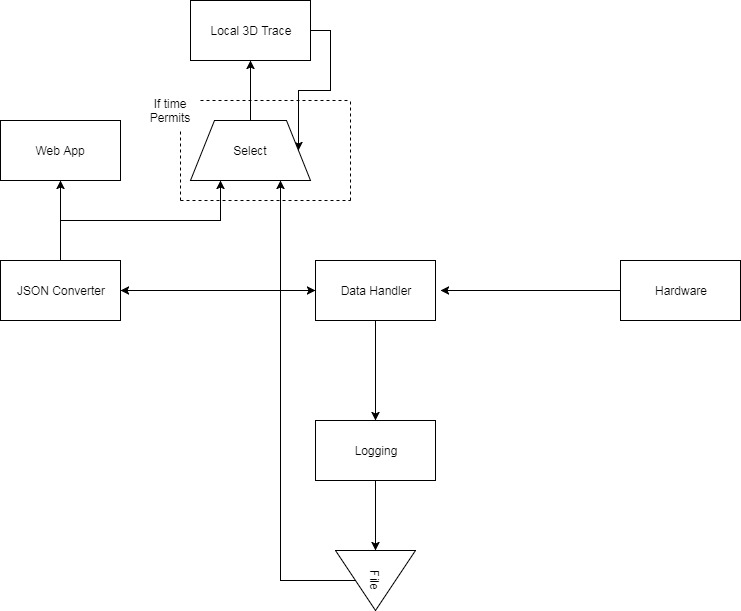 Local 3D Trace
If time
Permits
Web App
Select
JSON Converter
Data Handler
Hardware
Logging
File